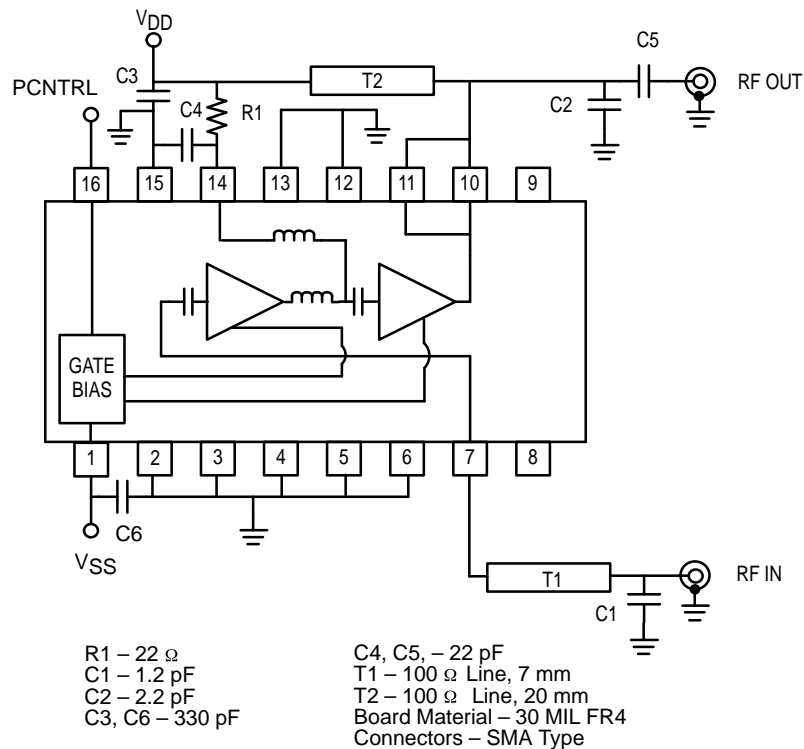 VDD
C5
PCNTRL
C3
T2
RF OUT
C4
R1
C2
16
15
14
13
12
11
10
9
GATE
BIAS
1
2
3
4
5
6
7
8
C6
VSS
T1
RF IN
C1
R1 – 22 Ω
C1 – 1.2 pF
C2 – 2.2 pF
C3, C6 – 330 pF
C4, C5, – 22 pF
T1 – 100 Ω Line, 7 mm
T2 – 100 Ω Line, 20 mm
Board Material – 30 MIL FR4
Connectors – SMA Type